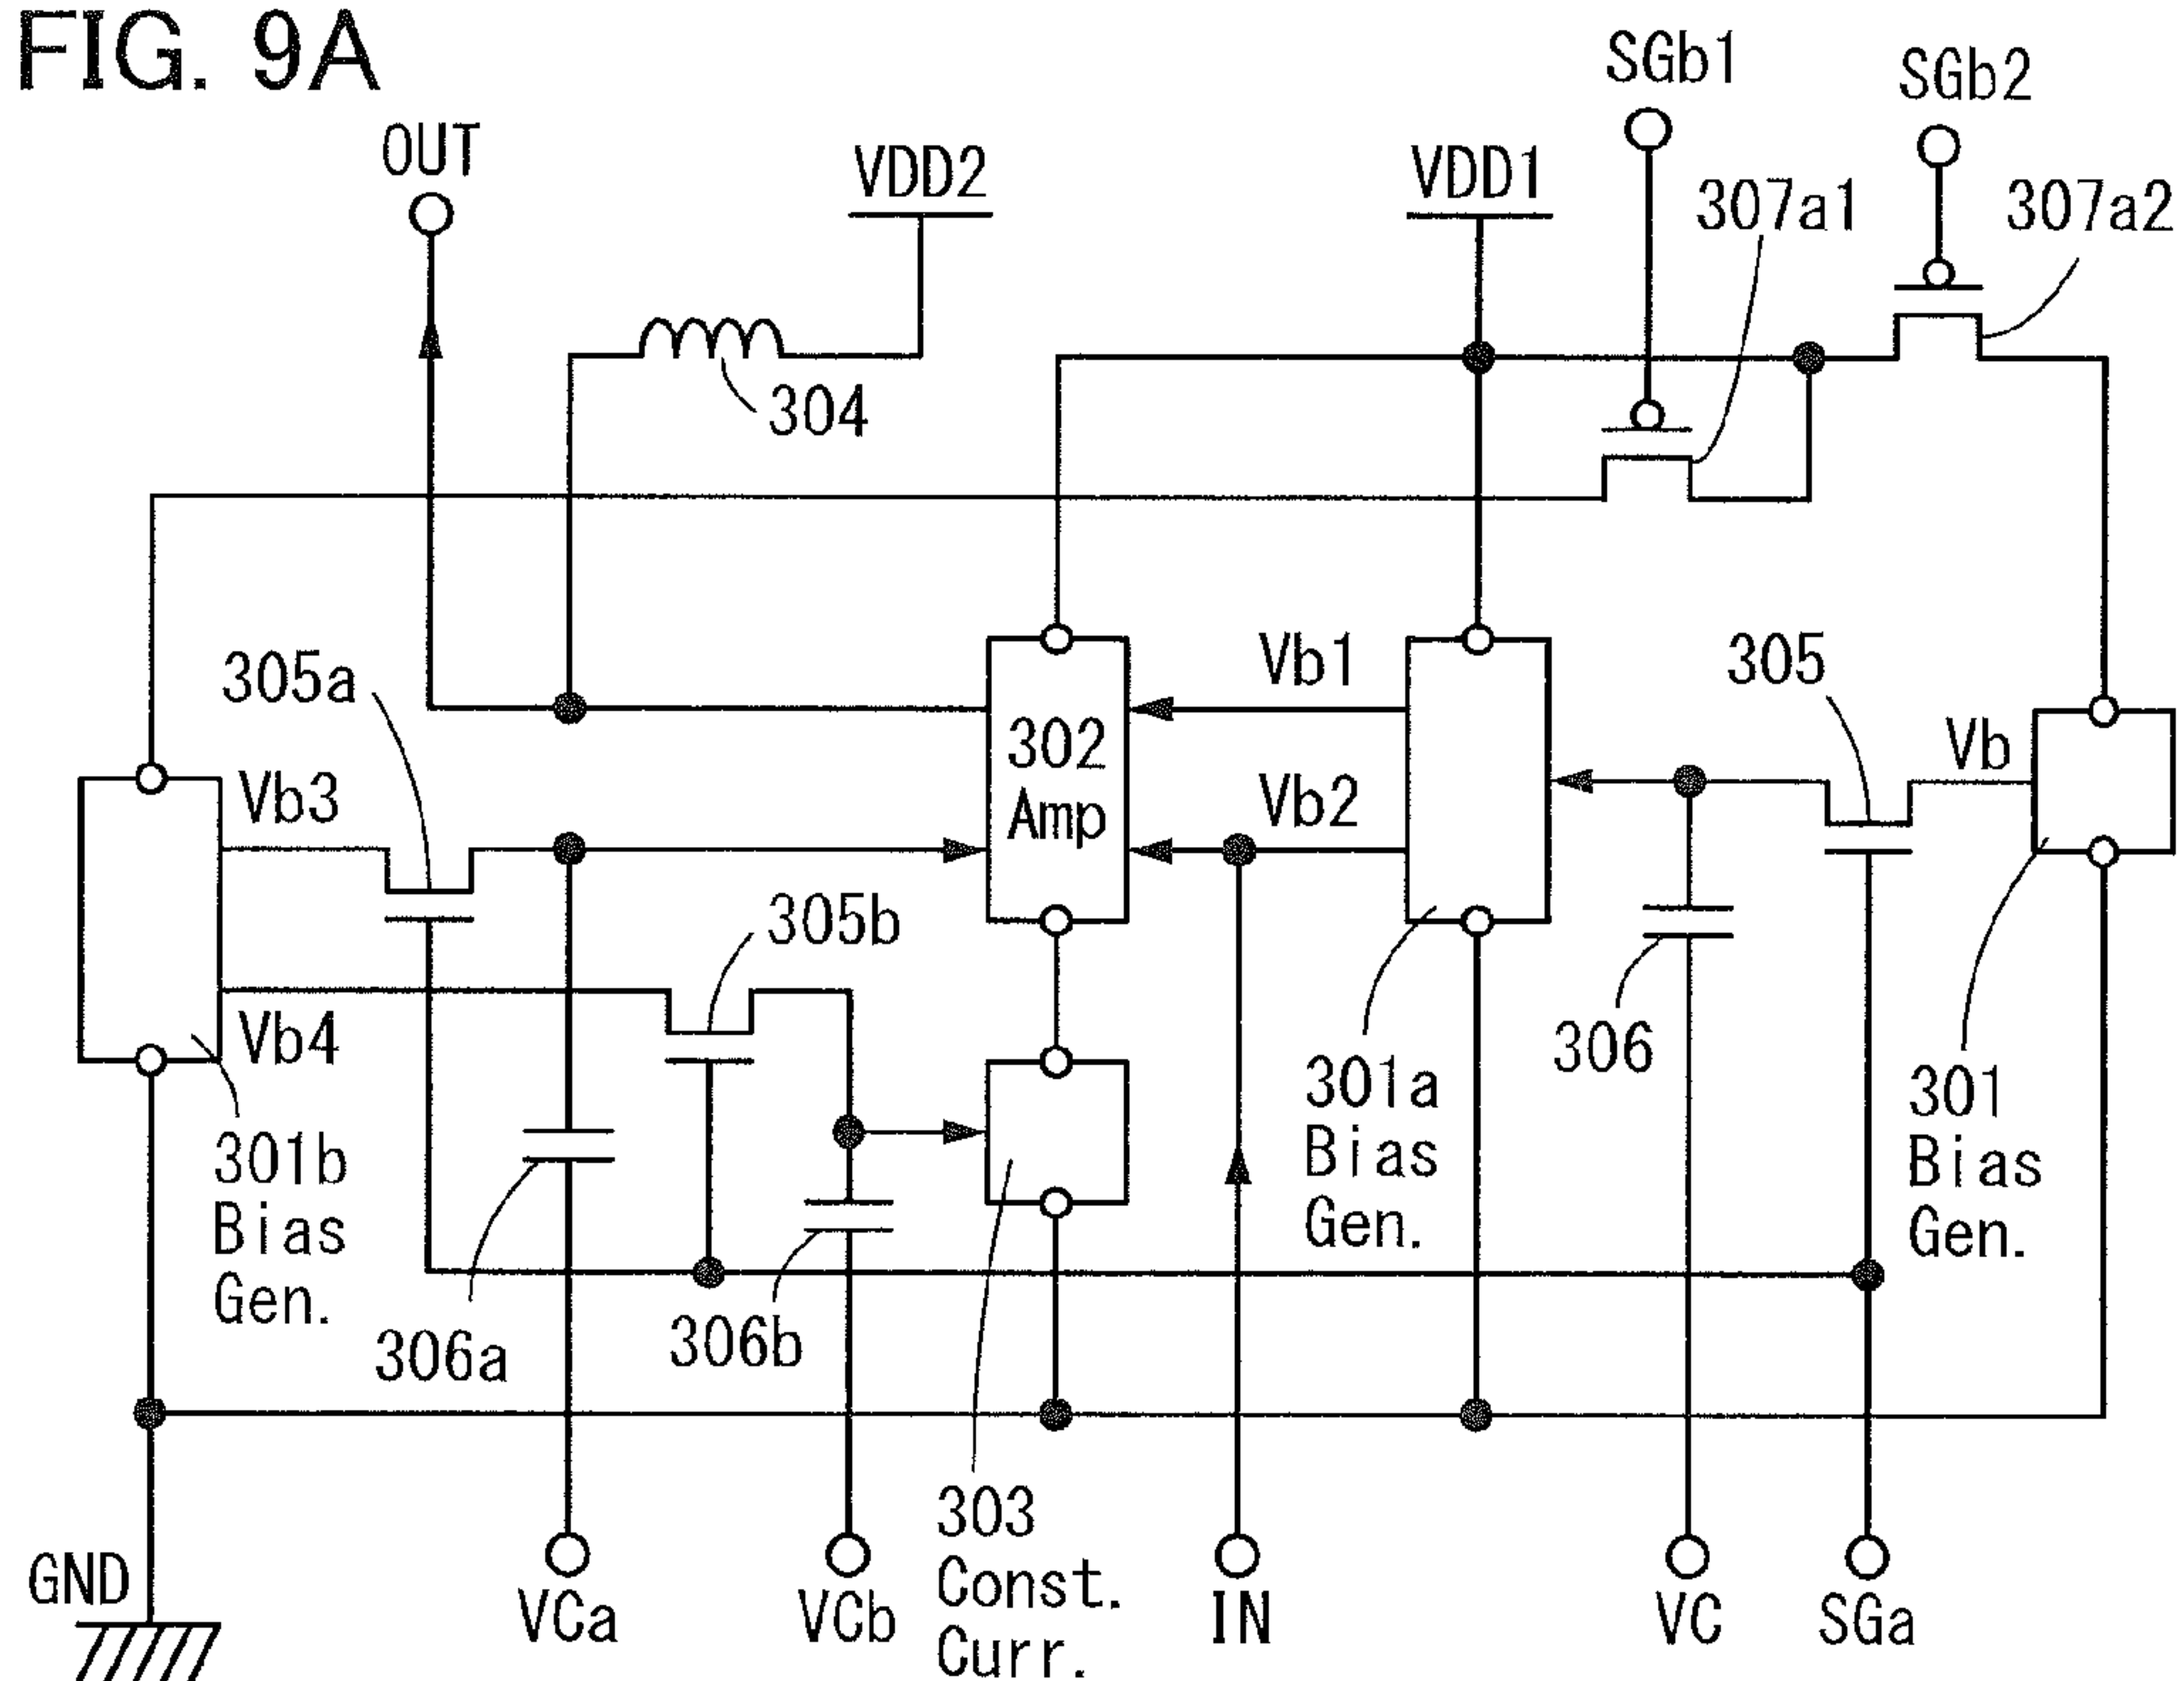 FIG. 9A
SGb1
SGb2
OUT
VDD2
VDD1
307a1
307a2
304
305a
Vb1
305
302
Amp
Vb
Vb3
Vb2
305b
Vb4
306
301a
Bias
Gen.
301
Bias
Gen.
301b
Bias
Gen.
306a
306b
303
Const.
Curr.
GND
VCa
VCb
IN
VC
SGa